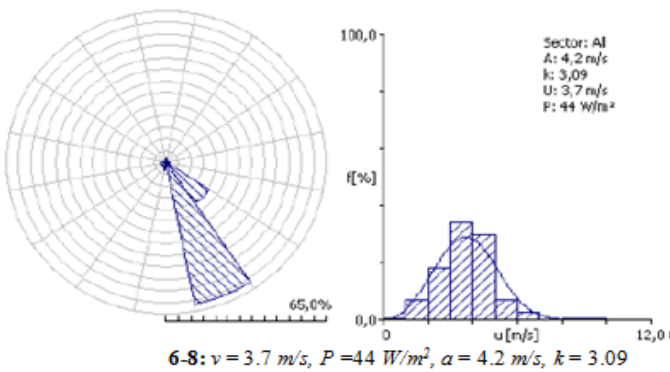 100,0
Sector: All
A: 4,2 m/s
k: 3,09
U: 3,7 m/s
P: 44 W/m²
f[%]
65,0%
0,0
0
u[m/s]
12,0
6-8: v = 3.7 m/s, P =44 W/m², a = 4.2 m/s, k = 3.09